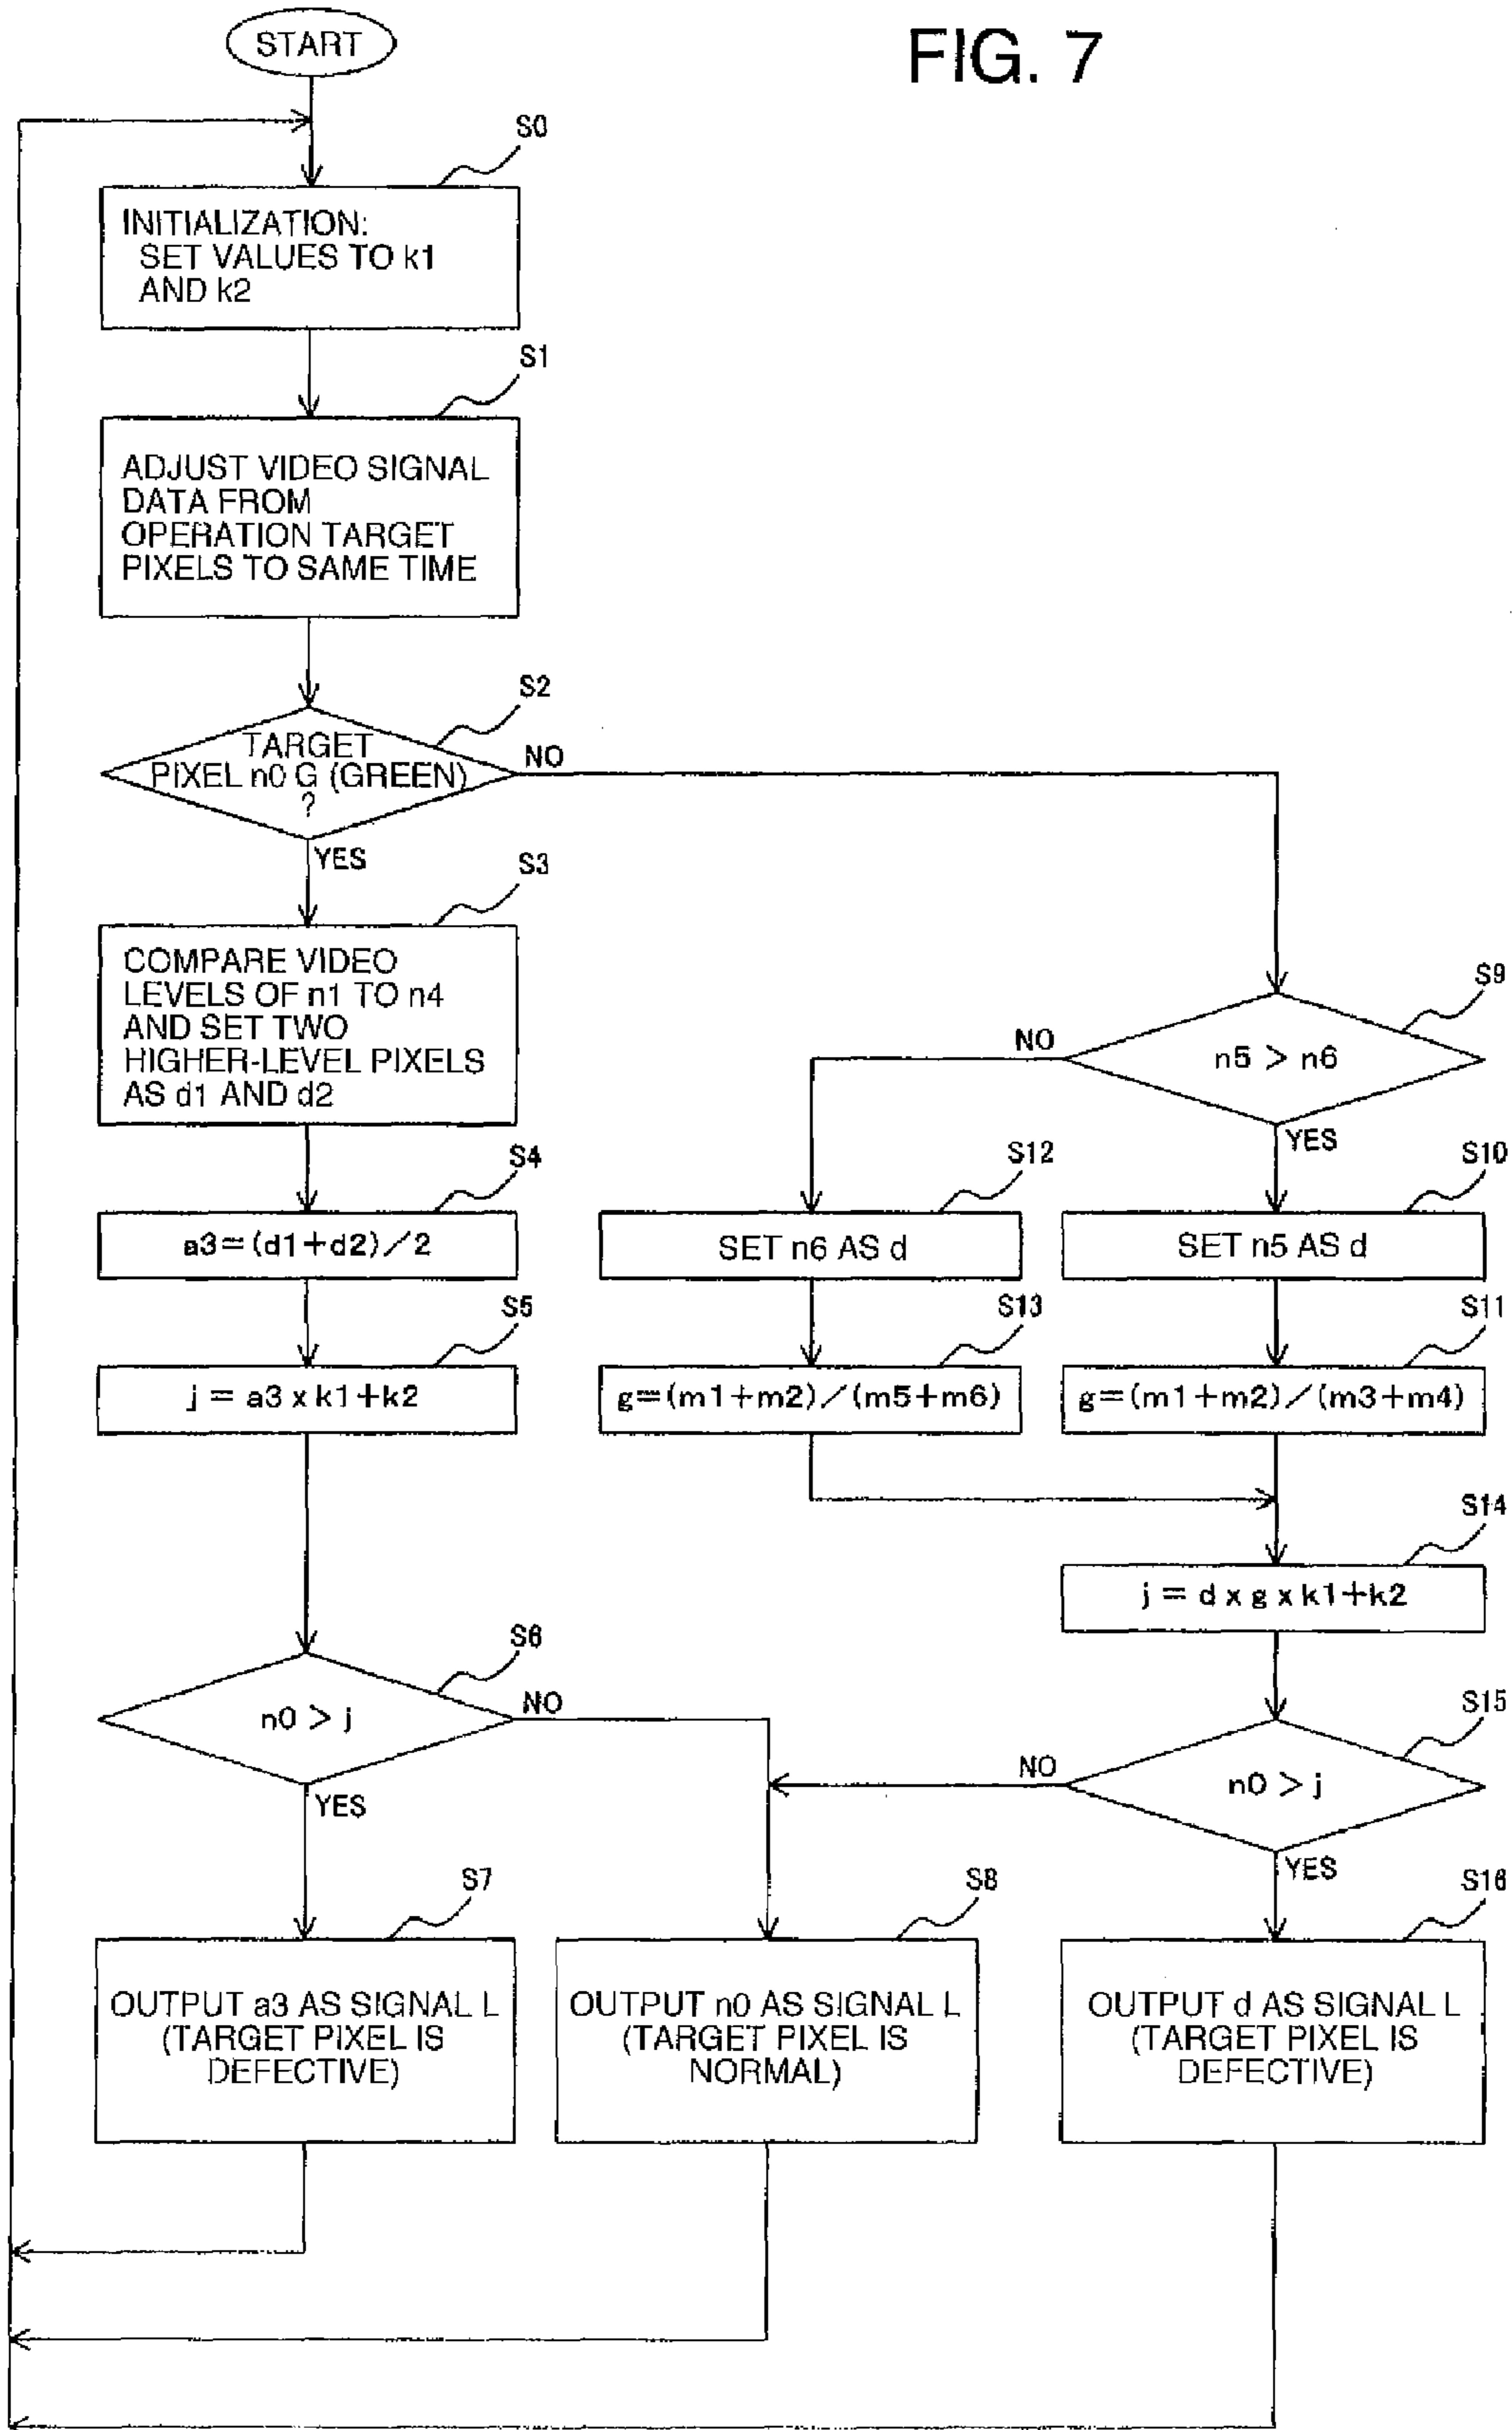 FIG. 7
START
S0
INITIALIZATION:
SET VALUES TO k1
AND k2
S1
ADJUST VIDEO SIGNAL
DATA FROM
OPERATION TARGET
PIXELS TO SAME TIME
S2
TARGET
PIXEL n0 G (GREEN)
?
NO
YES
S3
COMPARE VIDEO
LEVELS OF n1 TO n4
AND SET TWO
HIGHER-LEVEL PIXELS
AS d1 AND d2
S4
a3=(d1+d2)/2
S5
j = a3 x k1+k2
S6
n0 > j
NO
YES
S7
OUTPUT a3 AS SIGNAL L
(TARGET PIXEL IS
DEFECTIVE)
S8
OUTPUT n0 AS SIGNAL L
(TARGET PIXEL IS
NORMAL)
S9
n5 > n6
NO
YES
S10
SET n5 AS d
S11
g=(m1+m2)/(m3+m4)
S12
SET n6 AS d
S13
g=(m1+m2)/(m5+m6)
S14
j = d x g x k1+k2
S15
n0 > j
NO
YES
S16
OUTPUT d AS SIGNAL L
(TARGET PIXEL IS
DEFECTIVE)